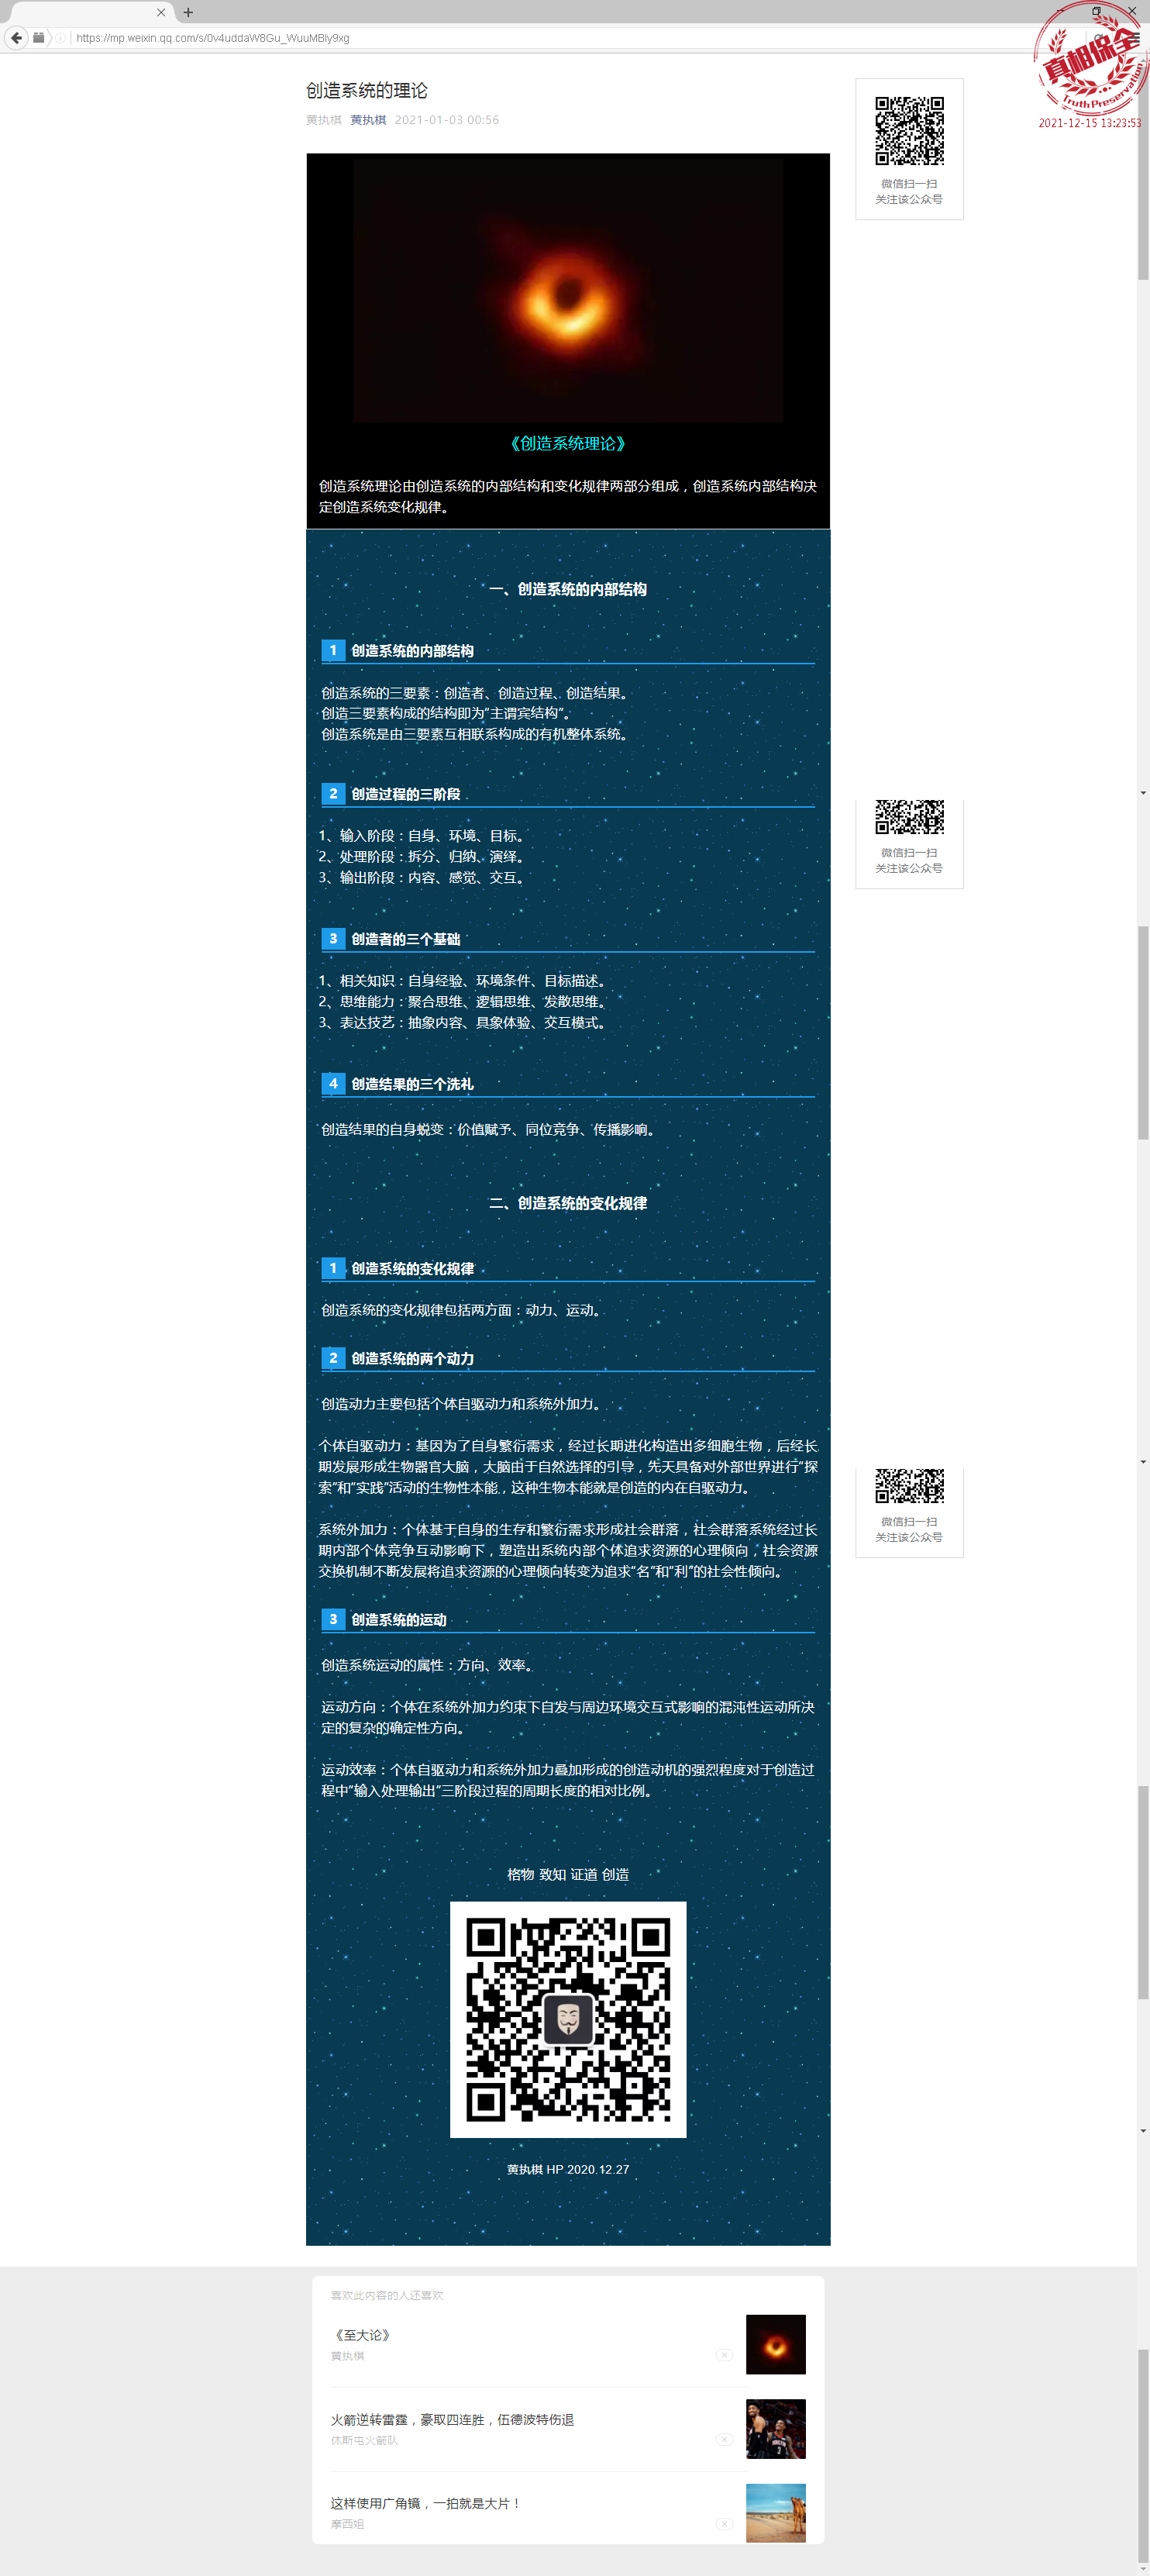 https://mp.weixin.qq.com/s/0v4uddaW8Gu_WuuMBly9xg
真相保全
Truth Preservation
2021-12-15 13:23:53
创造系统的理论
黄执棋 黄执棋 2021-01-03 00:56
微信扫一扫
关注该公众号
《创造系统理论》
创造系统理论由创造系统的内部结构和变化规律两部分组成，创造系统内部结构决
定创造系统变化规律。
一、创造系统的内部结构
1 创造系统的内部结构
创造系统的三要素：创造者、创造过程、创造结果。
创造三要素构成的结构即为“主谓宾结构”。
创造系统是由三要素互相联系构成的有机整体系统。
2 创造过程的三阶段
微信扫一扫
关注该公众号
1、输入阶段：自身、环境、目标。
2、处理阶段：拆分、归纳、演绎。
3、输出阶段：内容、感觉、交互。
3 创造者的三个基础
1、相关知识：自身经验、环境条件、目标描述。
2、思维能力：聚合思维、逻辑思维、发散思维。
3、表达技艺：抽象内容、具象体验、交互模式。
4 创造结果的三个洗礼
创造结果的自身蜕变：价值赋予、同位竞争、传播影响。
二、创造系统的变化规律
1 创造系统的变化规律
创造系统的变化规律包括两方面：动力、运动。
2 创造系统的两个动力
创造动力主要包括个体自驱动力和系统外加力。
个体自驱动力：基因为了自身繁衍需求，经过长期进化构造出多细胞生物，后经长
期发展形成生物器官大脑，大脑由于自然选择的引导，先天具备对外部世界进行“探
索”和“实践”活动的生物性本能，这种生物本能就是创造的内在自驱动力。
微信扫一扫
关注该公众号
系统外加力：个体基于自身的生存和繁衍需求形成社会群落，社会群落系统经过长
期内部个体竞争互动影响下，塑造出系统内部个体追求资源的心理倾向，社会资源
交换机制不断发展将追求资源的心理倾向转变为追求“名”和“利”的社会性倾向。
3 创造系统的运动
创造系统运动的属性：方向、效率。
运动方向：个体在系统外加力约束下自发与周边环境交互式影响的混沌性运动所决
定的复杂的确定性方向。
运动效率：个体自驱动力和系统外加力叠加形成的创造动机的强烈程度对于创造过
程中“输入处理输出”三阶段过程的周期长度的相对比例。
格物 致知 证道 创造
黄执棋 HP 2020.12.27
喜欢此内容的人还喜欢
《至大论》
黄执棋
火箭逆转雷霆，豪取四连胜，伍德波特伤退
休斯屯火箭队
这样使用广角镜，一拍就是大片！
摩西姐